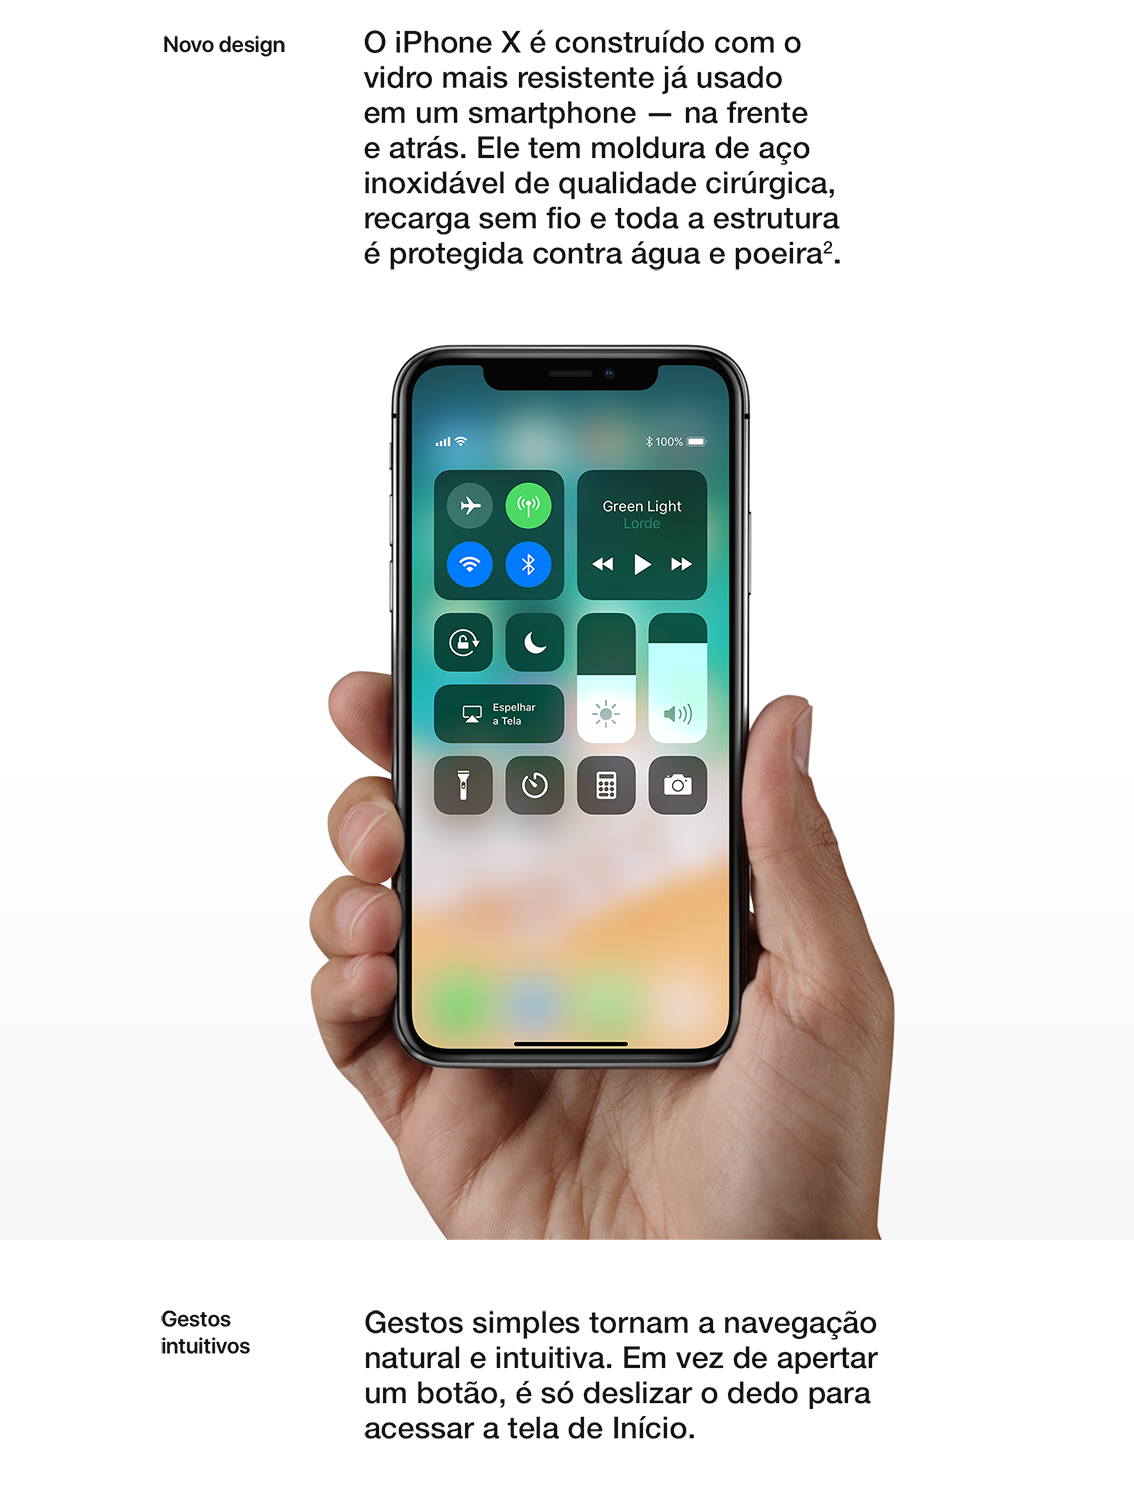 Novo design
O iPhone X é construído com o
vidro mais resistente já usado
em um smartphone — na frente
e atrás. Ele tem moldura de aço
inoxidável de qualidade cirúrgica,
recarga sem fio e toda a estrutura
é protegida contra água e poeira².
100%
Green Light
Lorde
Espelhar
a Tela
Gestos
intuitivos
Gestos simples tornam a navegação
natural e intuitiva. Em vez de apertar
um botão, é só deslizar o dedo para
acessar a tela de Início.